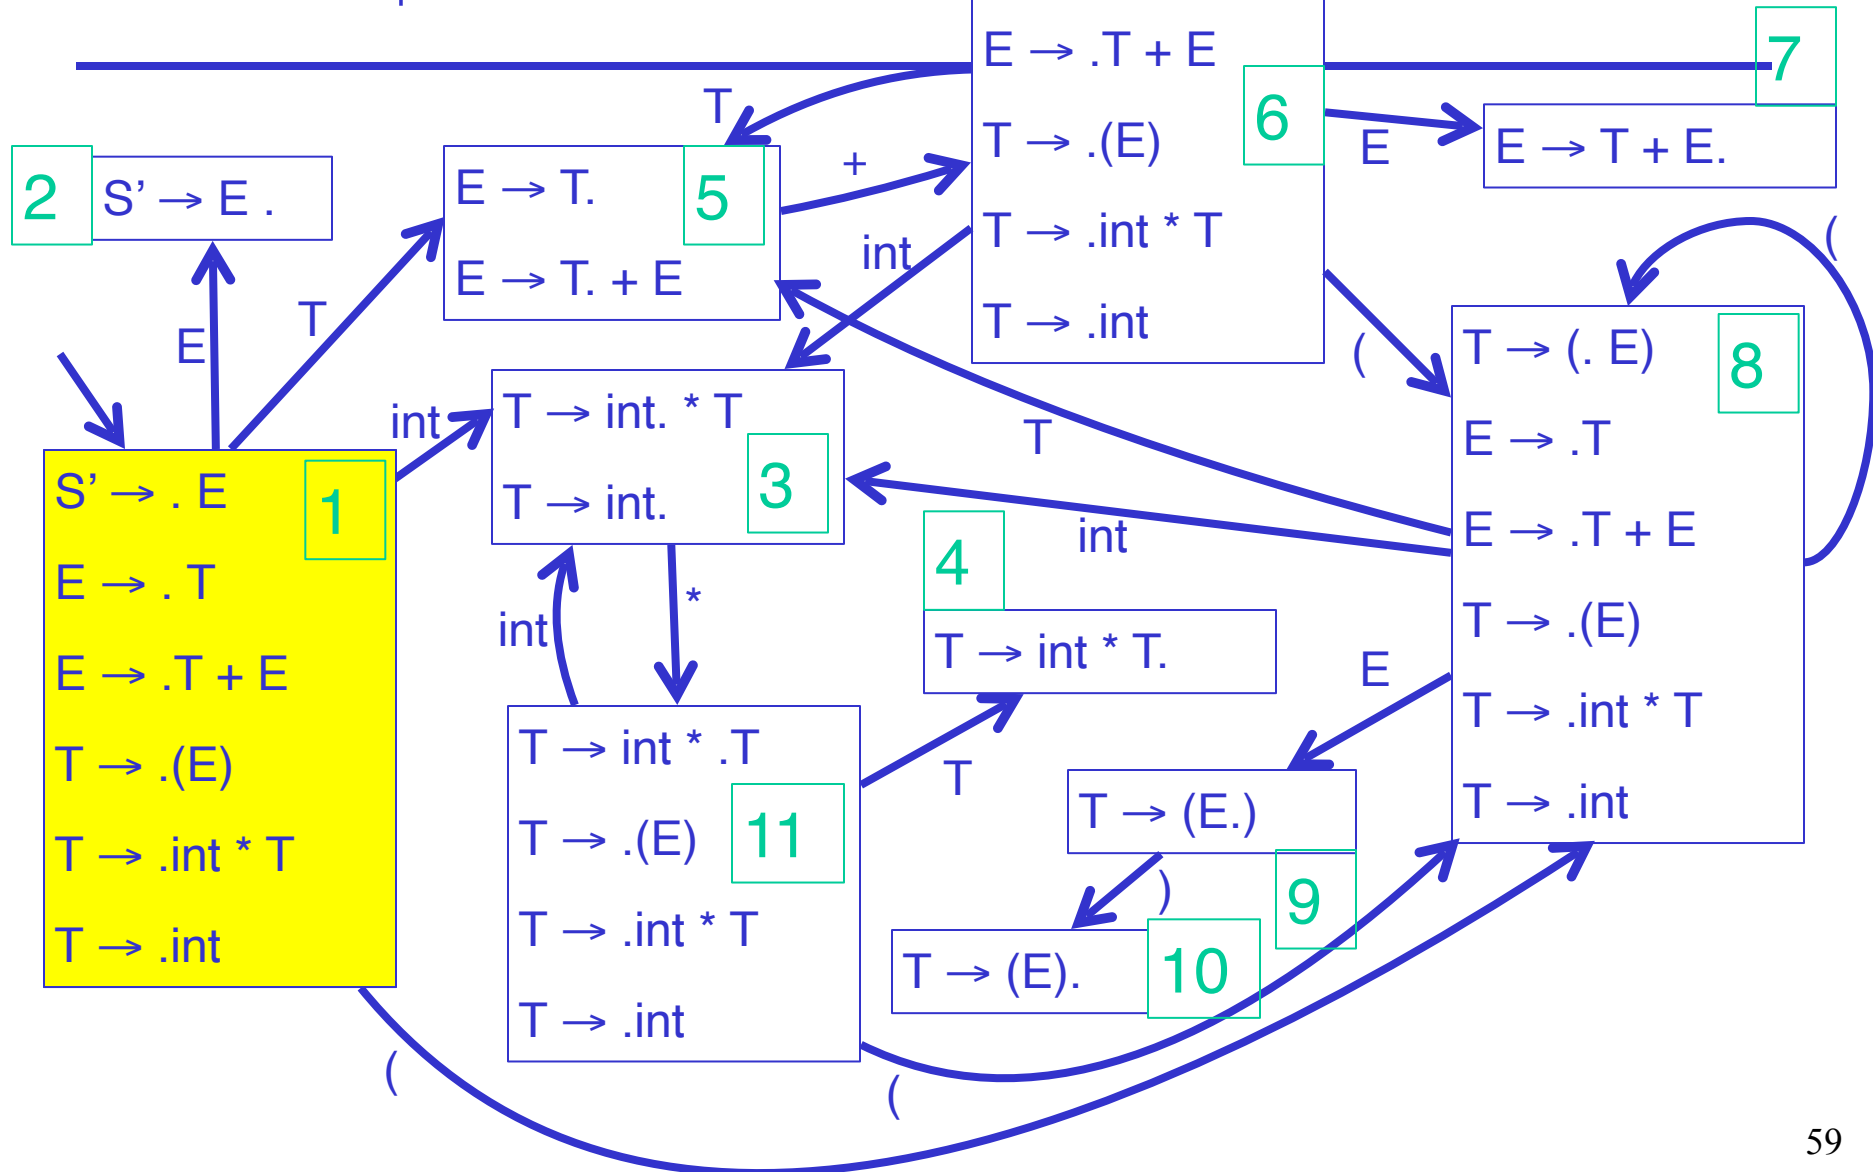 E → .T + E
T → .(E)
T → .int * T
T → .int
6
7
E
E → T + E.
T
2
S’ → E .
E → T.
E → T. + E
5
+
int
E
T
int
(
(
T → (. E)
E → .T
E → .T + E
T → .(E)
T → .int * T
T → .int
8
S’ → . E
E → . T
E → .T + E
T → .(E)
T → .int * T
T → .int
1
T → int. * T
T → int.
3
T
int
int
*
4
T → int * T.
T → int * .T
T → .(E)
T → .int * T
T → .int
11
T
E
T → (E.)
9
)
T → (E).
10
(
(
59